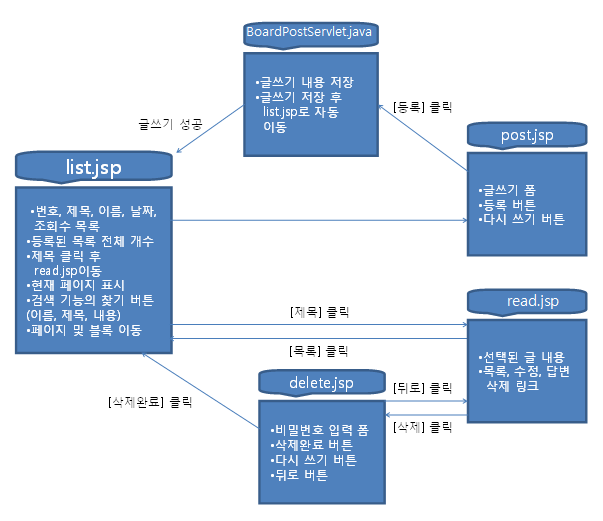 BoardPostServlet.java
•글쓰기 내용 저장
•글쓰기 저장 후
list.jsp로 자동
이동
글쓰기 성공
[등록] 클릭
post.jsp
•글쓰기 폼
•등록 버튼
•다시 쓰기 버튼
list.jsp
•번호, 제목, 이름, 날짜,
조회수 목록
•등록된 목록 전체 개수
•제목 클릭 후
read.jsp이동
•현재 페이지 표시
•검색 기능의 찾기 버튼
(이름, 제목, 내용)
•페이지 및 블록 이동
[제목] 클릭
[목록] 클릭
read.jsp
•선택된 글 내용
•목록, 수정, 답변
삭제 링크
delete.jsp
•비밀번호 입력 폼
•삭제완료 버튼
•다시 쓰기 버튼
•뒤로 버튼
[뒤로] 클릭
[삭제] 클릭
[삭제완료] 클릭